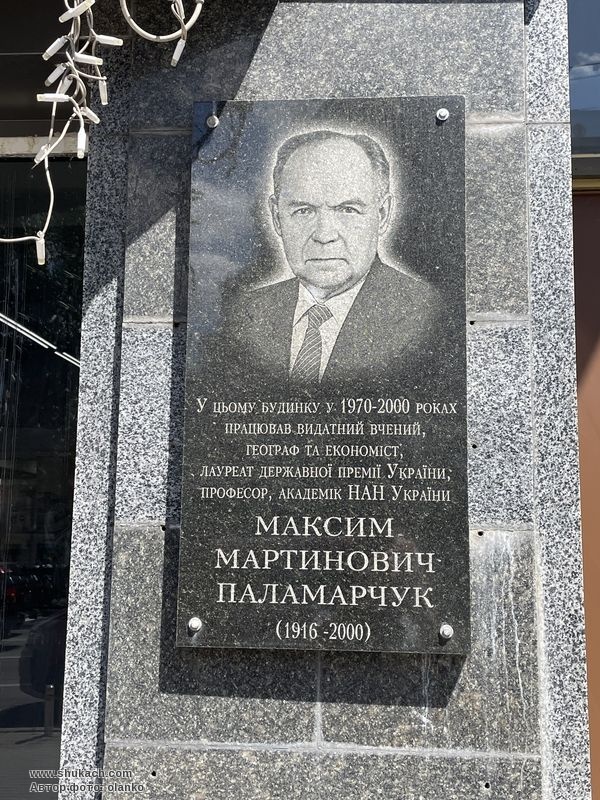 У цьому будинку у 1970-2000 роках
працював видатний вчений,
географ та економіст,
лауреат державної премії України,
професор, академік НАН України
МАКСИМ
МАРТИНОВИЧ
ПАЛАМАРЧУК
(1916 -2000)
www.shukach.com
Автор фото: olanko